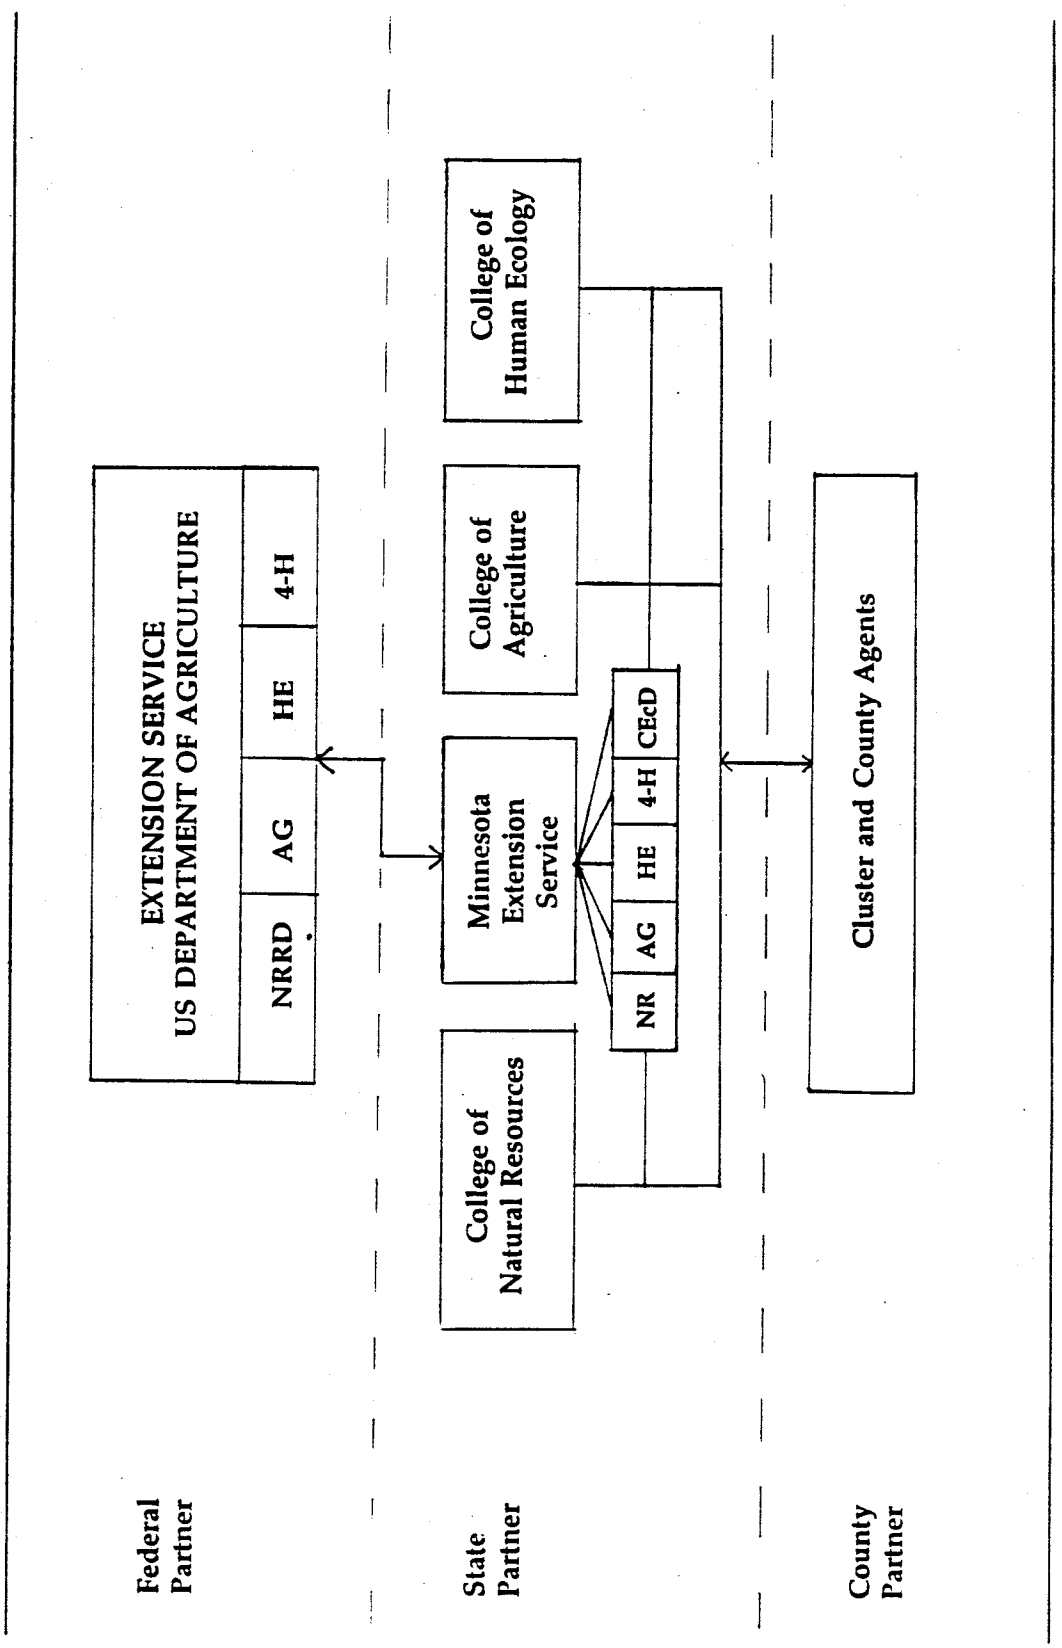 Federal
Partner
EXTENSION SERVICE
US DEPARTMENT OF AGRICULTURE
NRRD AG HE 4-H
State
Partner
College of
Natural Resources
Minnesota
Extension
Service
College of
Agriculture
College of
Human Ecology
NR AG HE 4-H CEcD
County
Partner
Cluster and County Agents